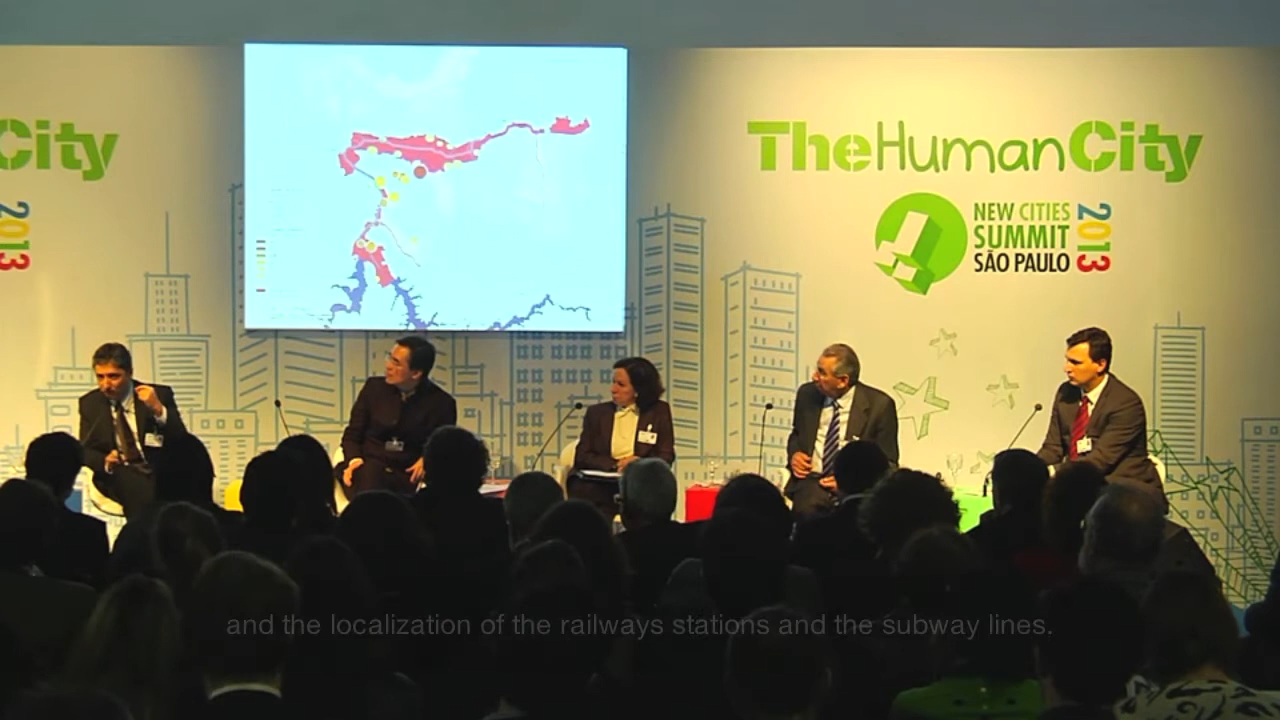 City
2013
TheHumanCity
NEW CITIES
SUMMIT
SÃO PAULO
2013
and the localization of the railways stations and the subway lines.